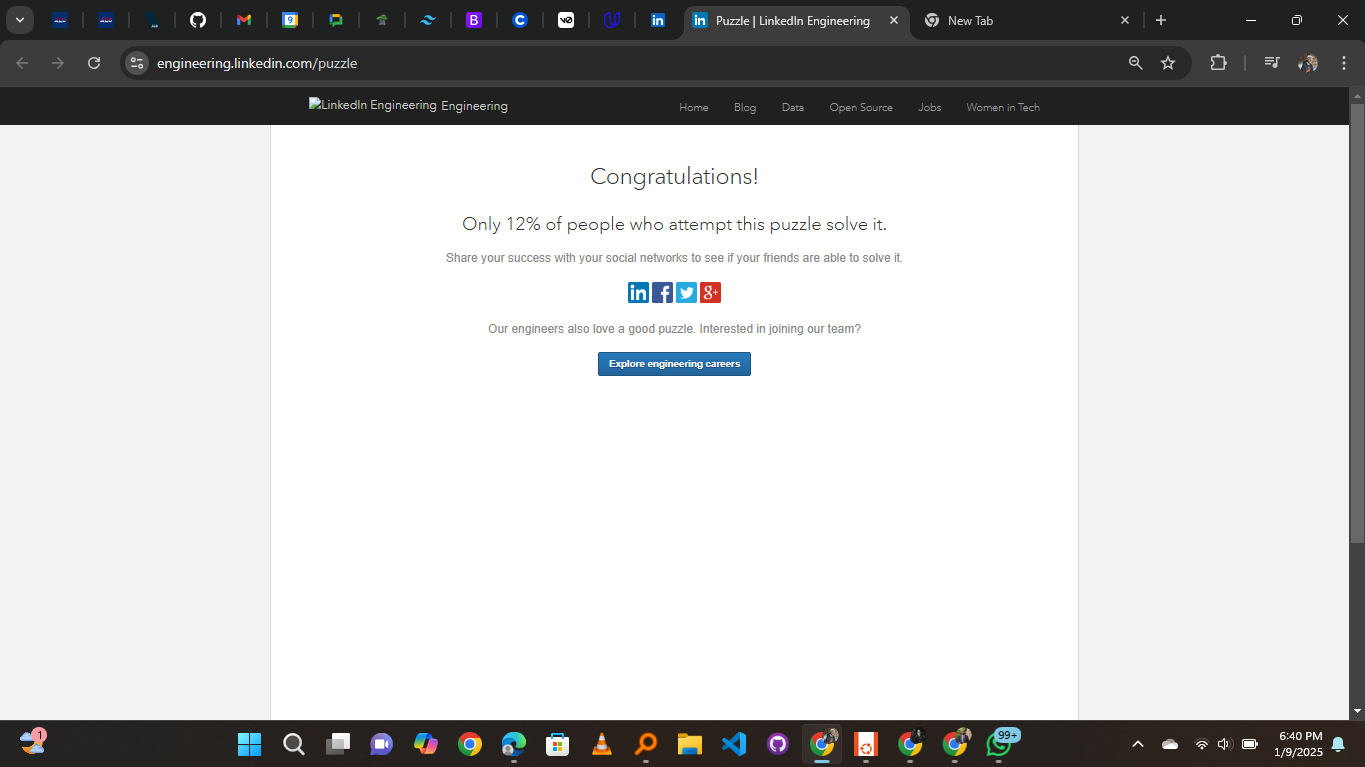 Puzzle | LinkedIn Engineering
New Tab
engineering.linkedin.com/puzzle
LinkedIn Engineering Engineering
Home Blog Data Open Source Jobs Women in Tech
Congratulations!
Only 12% of people who attempt this puzzle solve it.
Share your success with your social networks to see if your friends are able to solve it.
in f g+
Our engineers also love a good puzzle. Interested in joining our team?
Explore engineering careers
1
99+
6:40 PM
1/9/2025